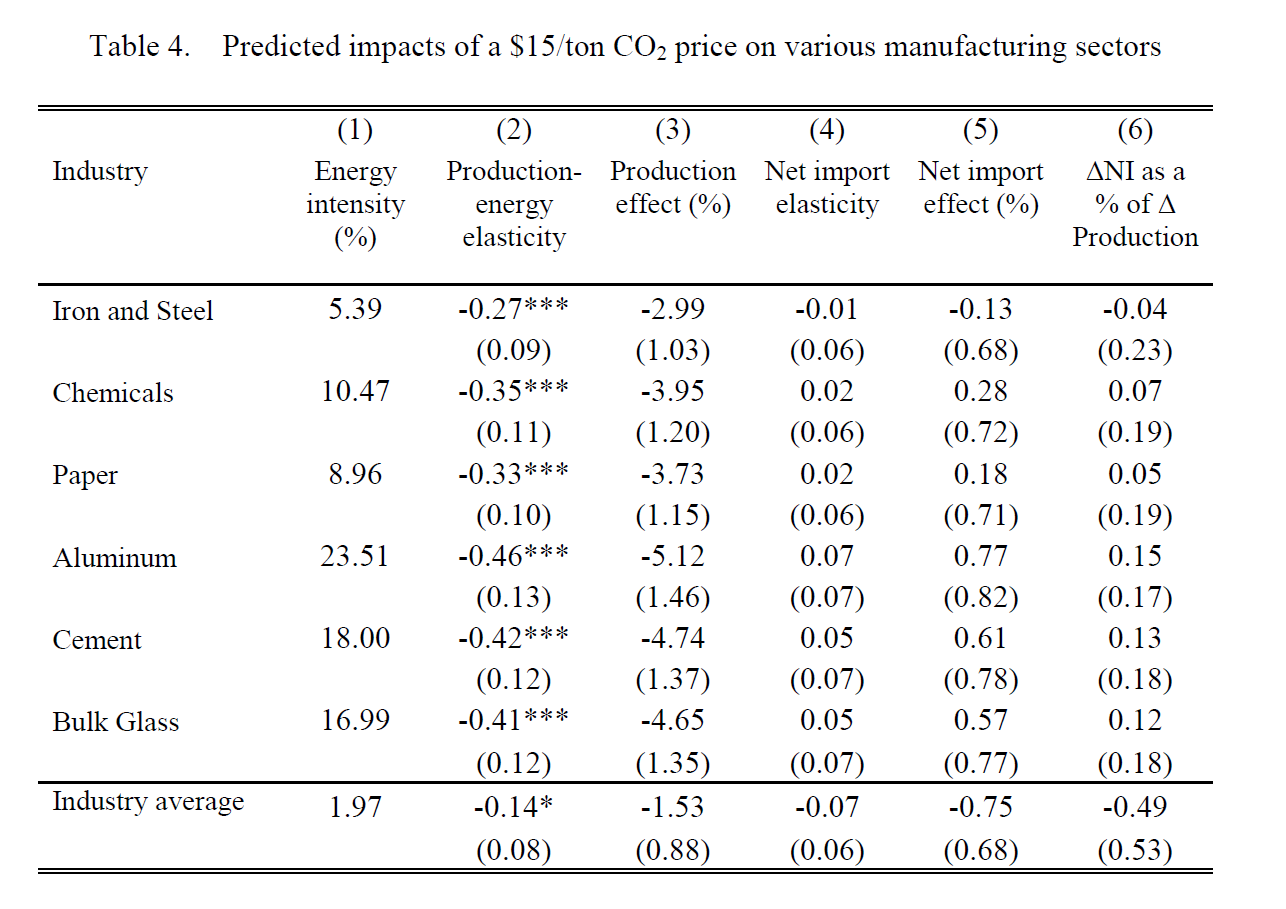 Table 4. Predicted impacts of a $15/ton CO₂ price on various manufacturing sectors
(1) (2) (3) (4) (5) (6)
Industry Energy Production- Production Net import Net import ΔNI as a
intensity energy effect (%) elasticity effect (%) % of Δ
(%) elasticity Production
Iron and Steel 5.39 -0.27*** -2.99 -0.01 -0.13 -0.04
(0.09) (1.03) (0.06) (0.68) (0.23)
Chemicals 10.47 -0.35*** -3.95 0.02 0.28 0.07
(0.11) (1.20) (0.06) (0.72) (0.19)
Paper 8.96 -0.33*** -3.73 0.02 0.18 0.05
(0.10) (1.15) (0.06) (0.71) (0.19)
Aluminum 23.51 -0.46*** -5.12 0.07 0.77 0.15
(0.13) (1.46) (0.07) (0.82) (0.17)
Cement 18.00 -0.42*** -4.74 0.05 0.61 0.13
(0.12) (1.37) (0.07) (0.78) (0.18)
Bulk Glass 16.99 -0.41*** -4.65 0.05 0.57 0.12
(0.12) (1.35) (0.07) (0.77) (0.18)
Industry average 1.97 -0.14* -1.53 -0.07 -0.75 -0.49
(0.08) (0.88) (0.06) (0.68) (0.53)